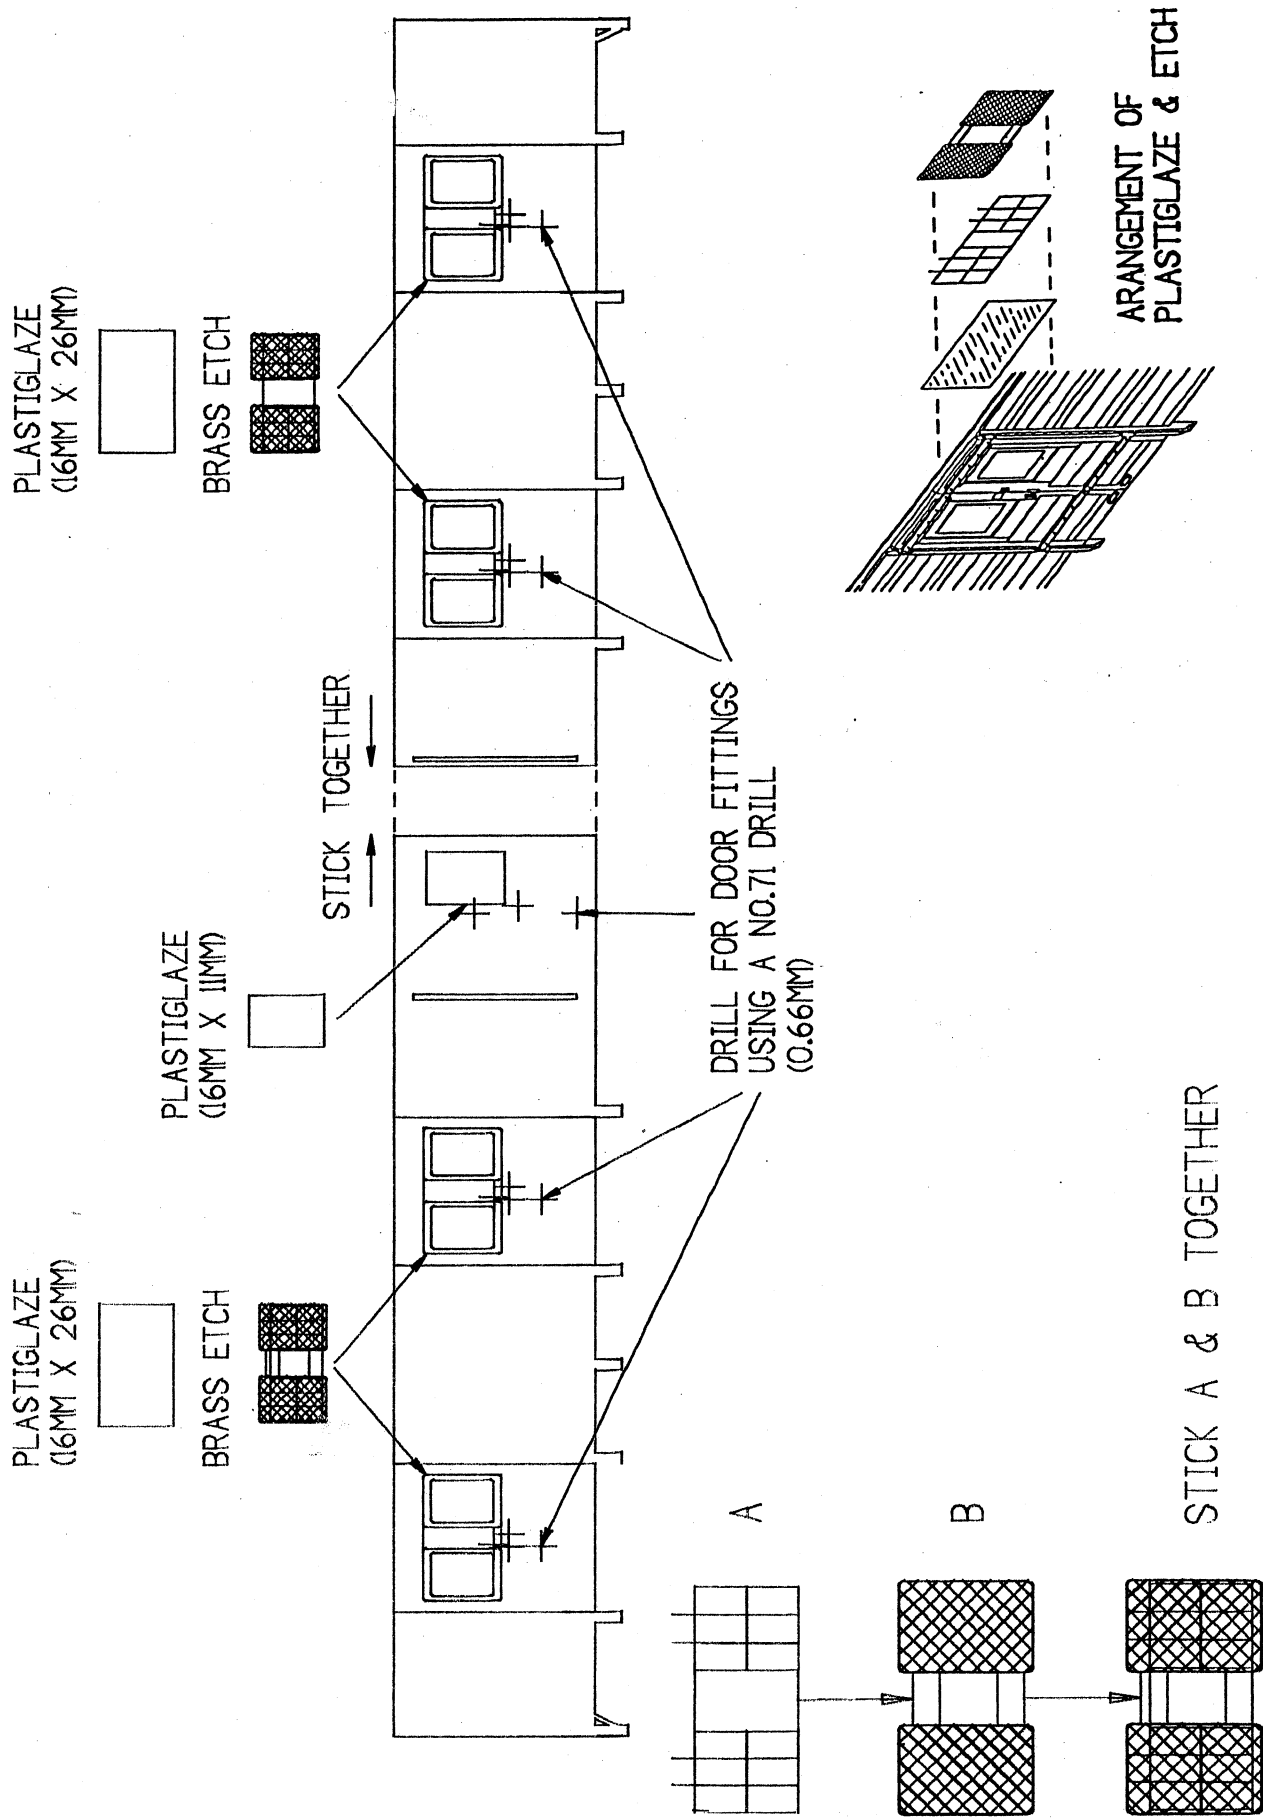 PLASTIGLAZE
(16MM X 26MM)
BRASS ETCH
PLASTIGLAZE
(16MM X 11MM)
STICK TOGETHER
PLASTIGLAZE
(16MM X 26MM)
BRASS ETCH
DRILL FOR DOOR FITTINGS
USING A NO.71 DRILL
(0.66MM)
A
B
STICK A & B TOGETHER
ARANGEMENT OF
PLASTIGLAZE & ETCH